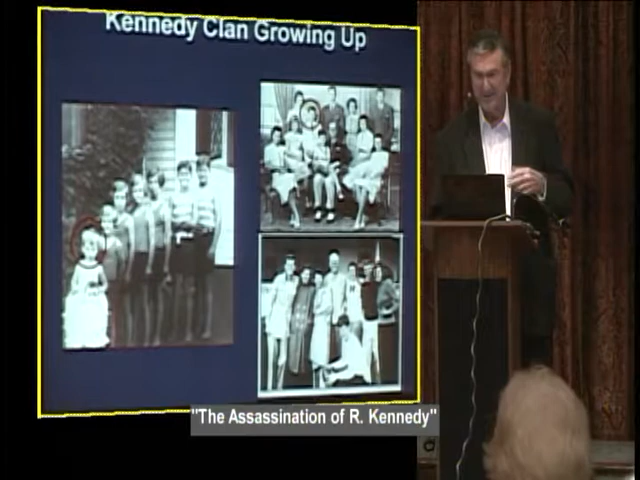 Kennedy Clan Growing Up
"The Assassination of R. Kennedy"